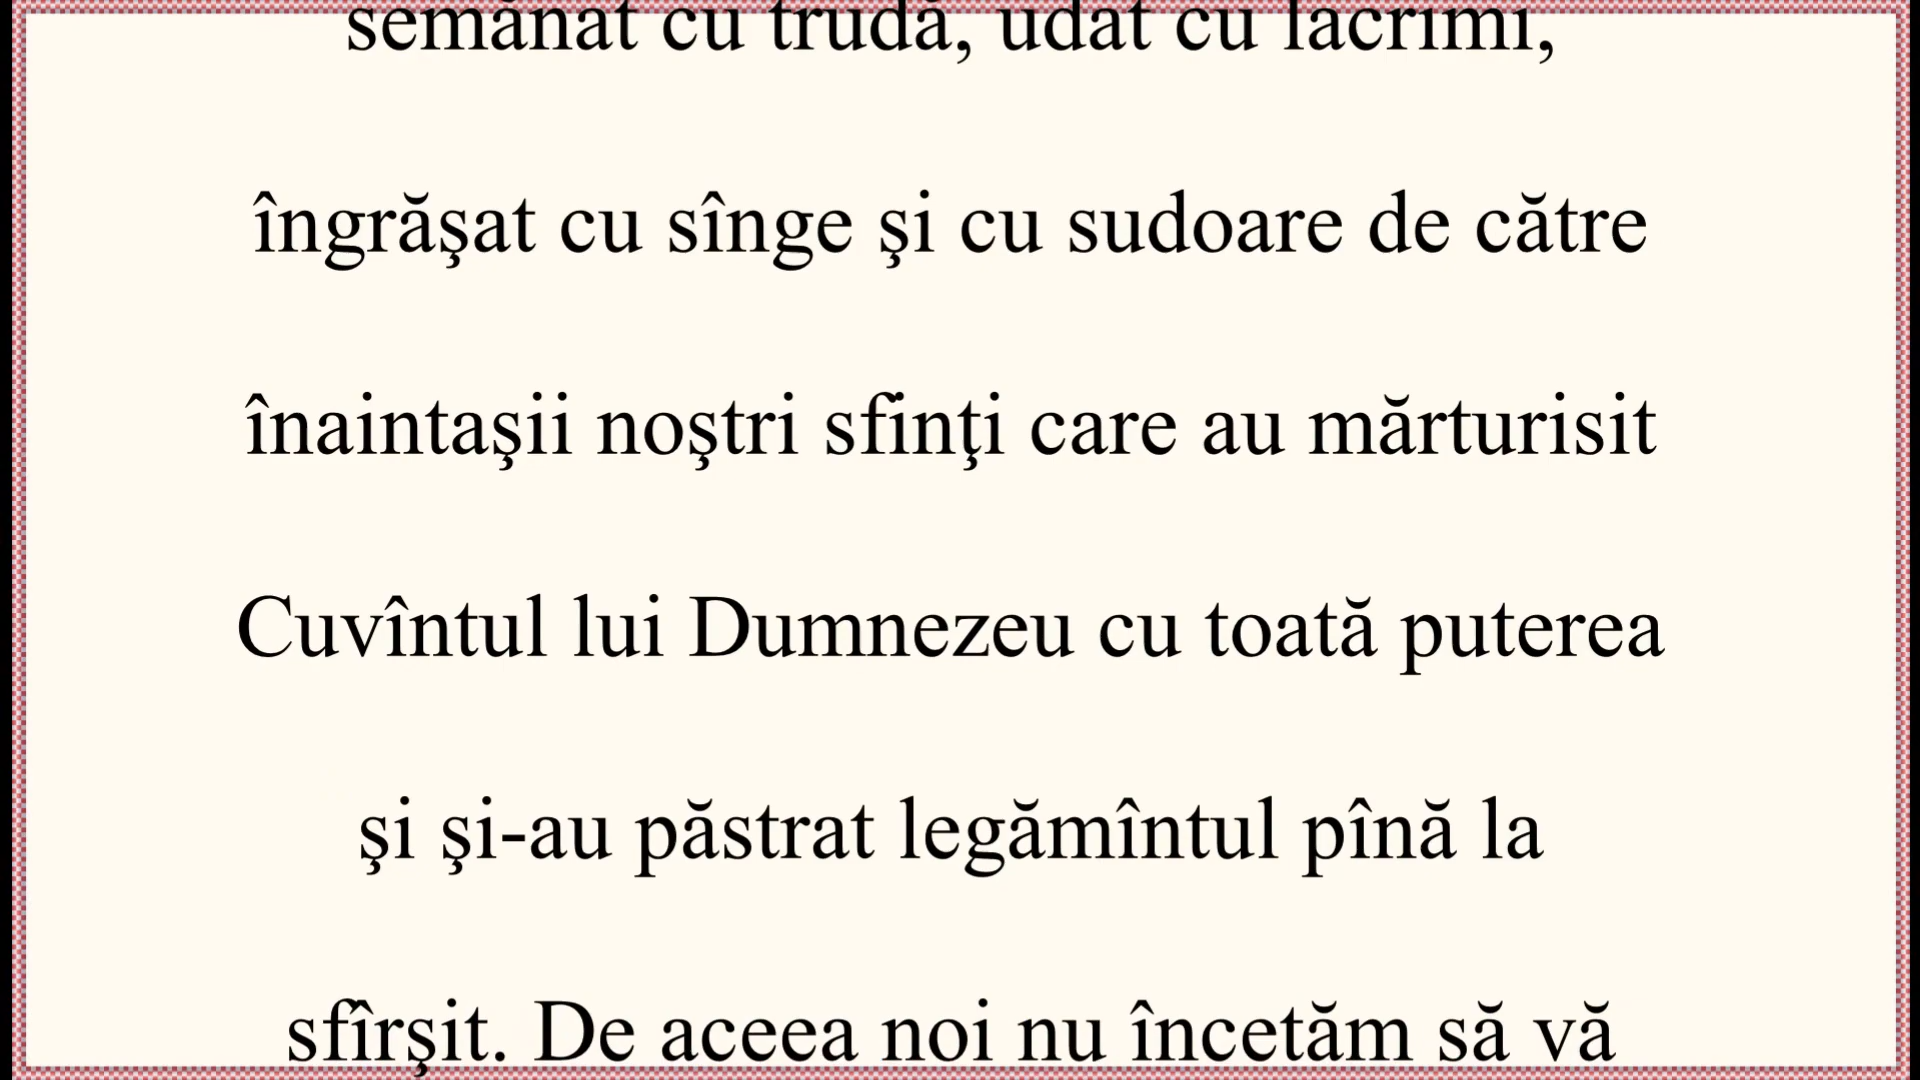 semănat cu trudă, udat cu lacrimi,
îngrăşat cu sînge şi cu sudoare de către
înaintaşii noştri sfinţi care au mărturisit
Cuvîntul lui Dumnezeu cu toată puterea
şi şi-au păstrat legămîntul pînă la
sfîrşit. De aceea noi nu încetăm să vă